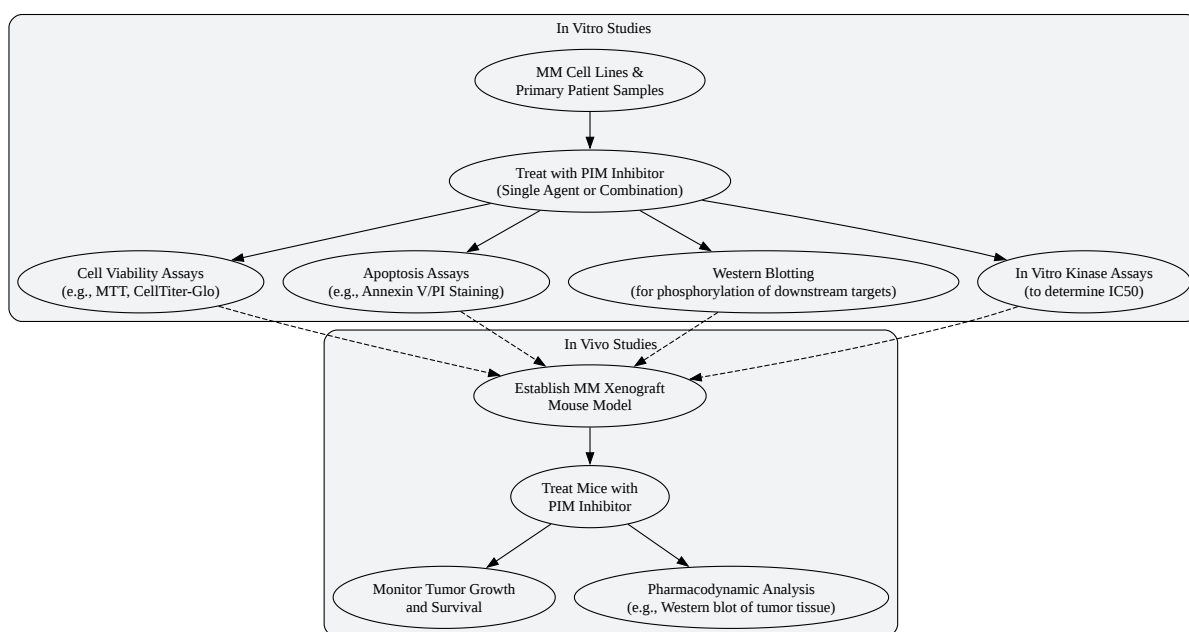 In Vitro Studies
MM Cell Lines &
Primary Patient Samples
Treat with PIM Inhibitor
(Single Agent or Combination)
Cell Viability Assays
(e.g., MTT, CellTiter-Glo)
Apoptosis Assays
(e.g., Annexin V/PI Staining)
Western Blotting
(for phosphorylation of downstream targets)
In Vitro Kinase Assays
(to determine IC50)
In Vivo Studies
Establish MM Xenograft
Mouse Model
Treat Mice with
PIM Inhibitor
Monitor Tumor Growth
and Survival
Pharmacodynamic Analysis
(e.g., Western blot of tumor tissue)